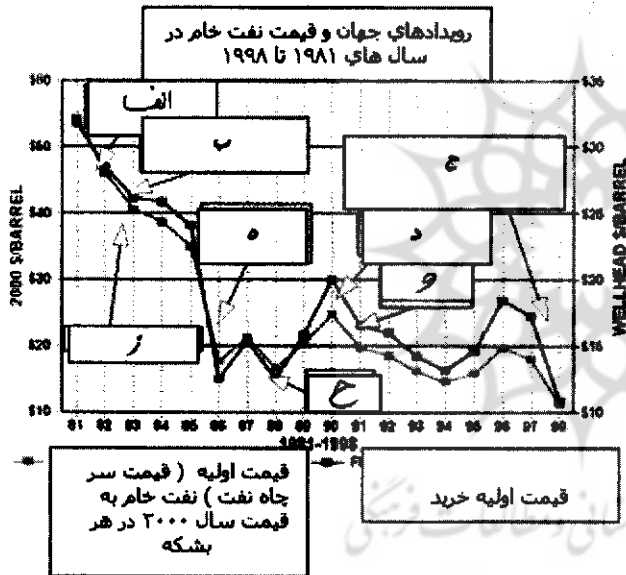 رویدادهاي جهان و قیمت نفت خام در
سال هاي ۱۹۸۱ تا ۱۹۹۸
$60
$60
$40
$30
$20
$10
2000 $/BARREL
$35
$30
$25
$20
$15
$10
WELLHEAD $/BARREL
الف
ب
ج
ه
د
و
ز
ح
81 82 83 84 85 86 87 88 89 90 91 92 93 94 95 96 97 98
1981-1998
قیمت اولیه ( قیمت سر
چاه نفت ) نفت خام به
قیمت سال ۲۰۰۰ در هر
بشکه
قیمت اولیه خرید